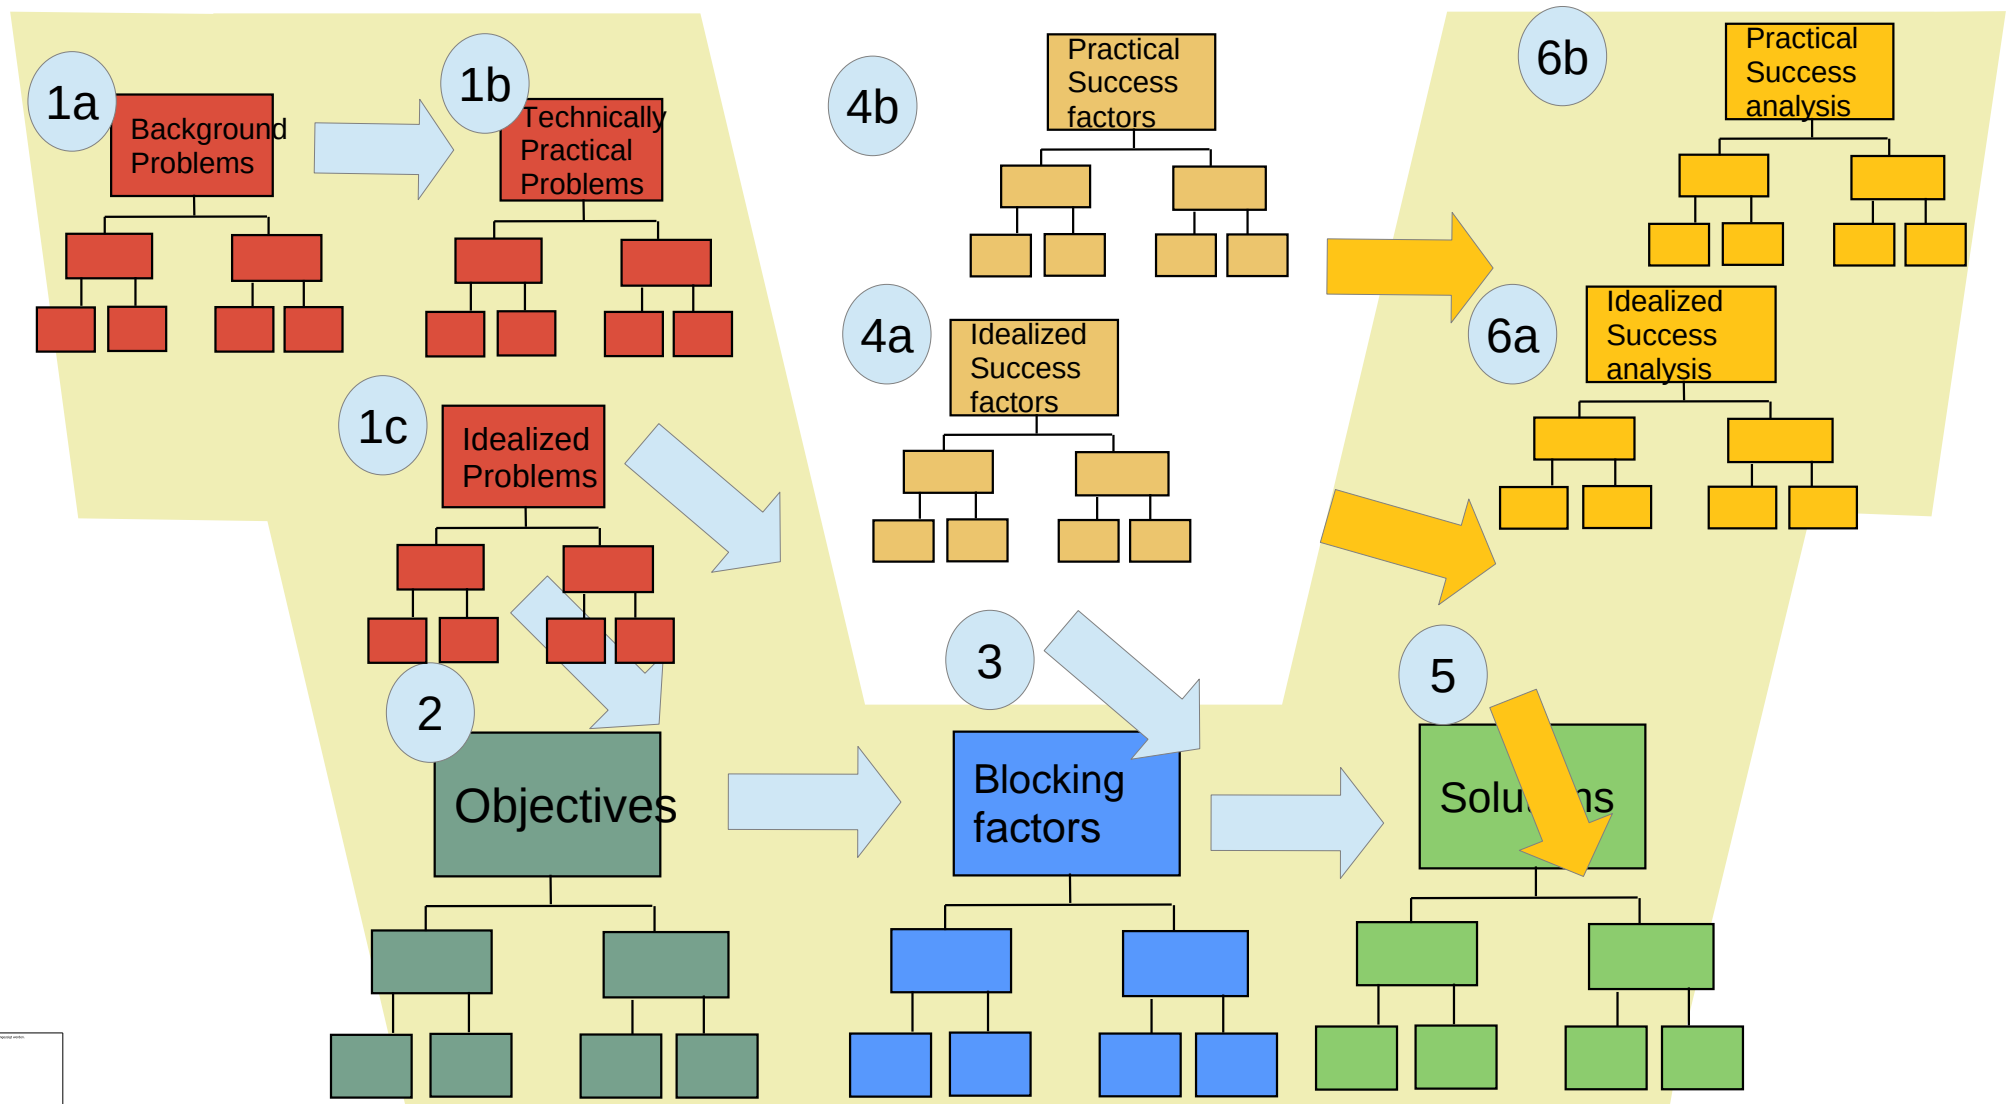 1a
Background
Problems
1b
Technically
Practical
Problems
1c
Idealized
Problems
2
Objectives
3
Blocking
factors
4b
Practical
Success
factors
4a
Idealized
Success
factors
5
6b
Practical
Success
analysis
6a
Idealized
Success
analysis